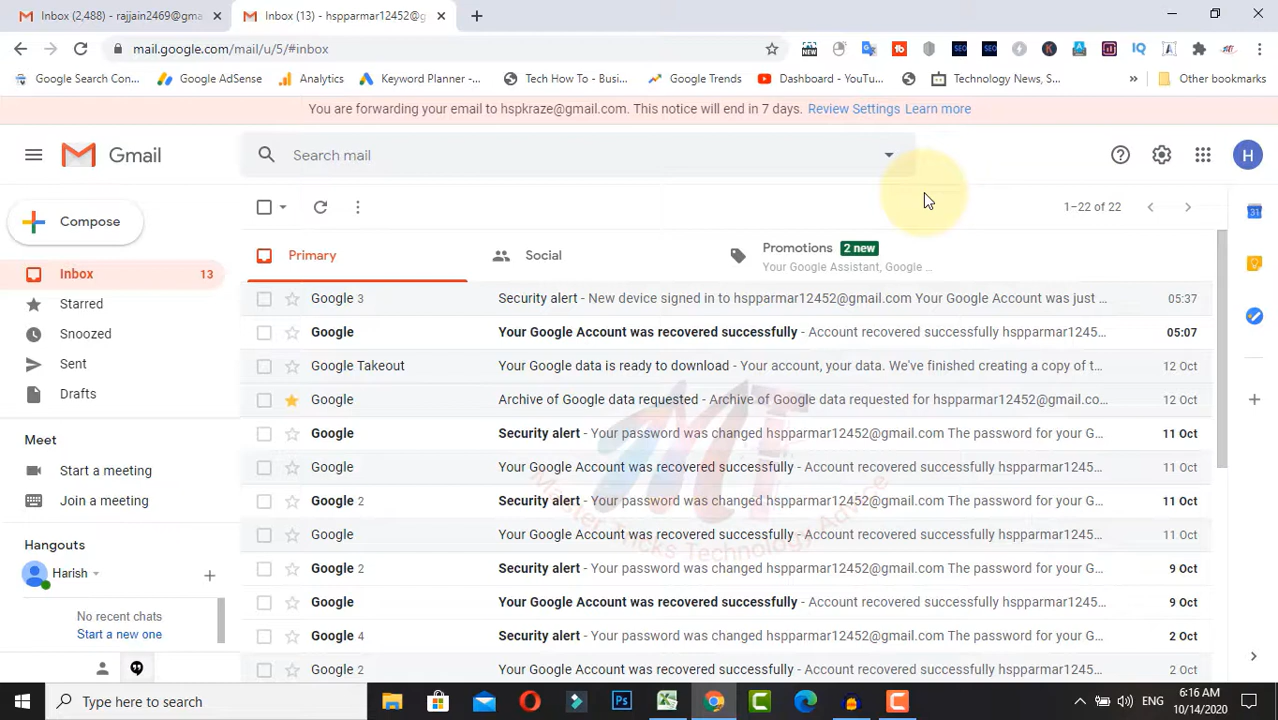 Inbox (2,488) - rajjain2469@gma
Inbox (13) - hspparmar12452@g
mail.google.com/mail/u/5/#inbox
Google Search Con...
Google AdSense
Analytics
Keyword Planner -...
Tech How To - Busi...
Google Trends
Dashboard - YouTu...
Technology News, S...
Other bookmarks
You are forwarding your email to hspkraze@gmail.com. This notice will end in 7 days. Review Settings Learn more
Gmail
Search mail
H
Compose
1–22 of 22
Inbox 13
Starred
Snoozed
Sent
Drafts
Meet
Start a meeting
Join a meeting
Hangouts
Harish
No recent chats
Start a new one
Primary
Social
Promotions 2 new
Your Google Assistant, Google ...
Google 3 Security alert - New device signed in to hspparmar12452@gmail.com Your Google Account was just ... 05:37
Google Your Google Account was recovered successfully - Account recovered successfully hspparmar1245... 05:07
Google Takeout Your Google data is ready to download - Your account, your data. We've finished creating a copy of t... 12 Oct
Google Archive of Google data requested - Archive of Google data requested for hspparmar12452@gmail.co... 12 Oct
Google Security alert - Your password was changed hspparmar12452@gmail.com The password for your G... 11 Oct
Google Your Google Account was recovered successfully - Account recovered successfully hspparmar1245... 11 Oct
Google 2 Security alert - Your password was changed hspparmar12452@gmail.com The password for your G... 11 Oct
Google Your Google Account was recovered successfully - Account recovered successfully hspparmar1245... 11 Oct
Google 2 Security alert - Your password was changed hspparmar12452@gmail.com The password for your G... 9 Oct
Google Your Google Account was recovered successfully - Account recovered successfully hspparmar1245... 9 Oct
Google 4 Security alert - Your password was changed hspparmar12452@gmail.com The password for your G... 2 Oct
Google 2 Your Google Account was recovered successfully - Account recovered successfully hspparmar1245... 2 Oct
MT
Master Tricks Technology Advice
31
NEW
SEO
SEO
IQ
Type here to search
Ps
ENG
6:16 AM
10/14/2020